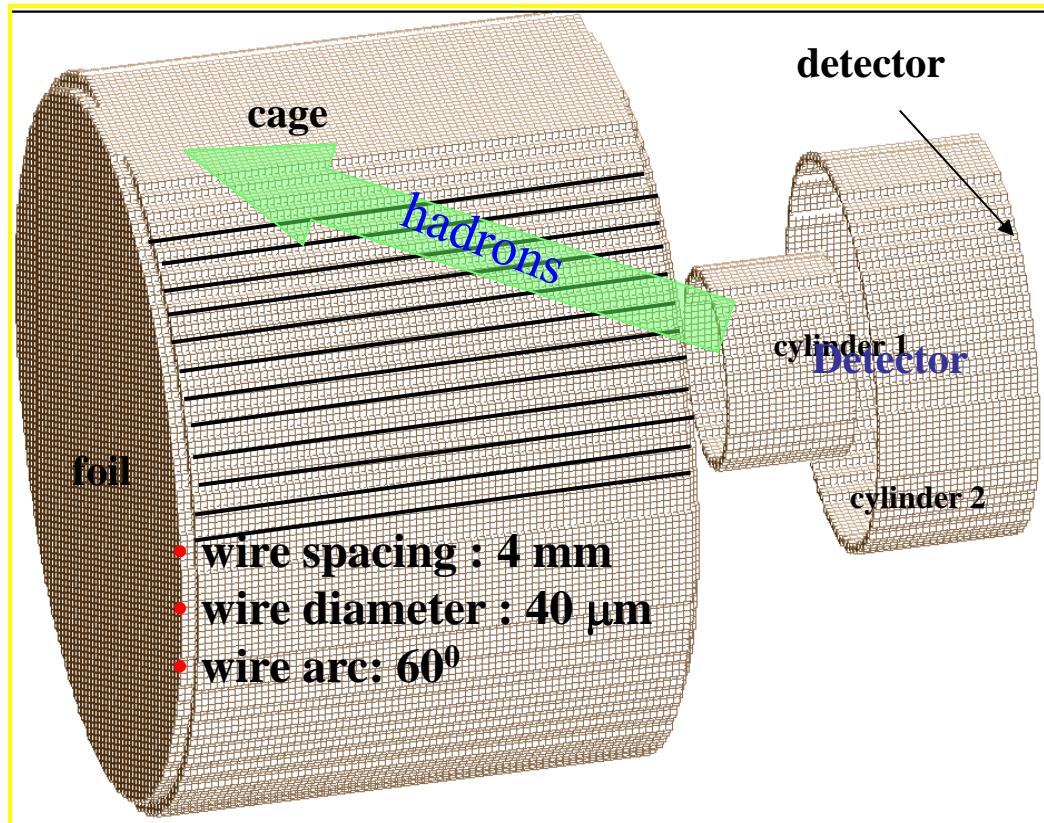 detector
cage
hadrons
cylinder 1
Detector
foil
cylinder 2
• wire spacing : 4 mm
• wire diameter : 40 μm
• wire arc: 60⁰